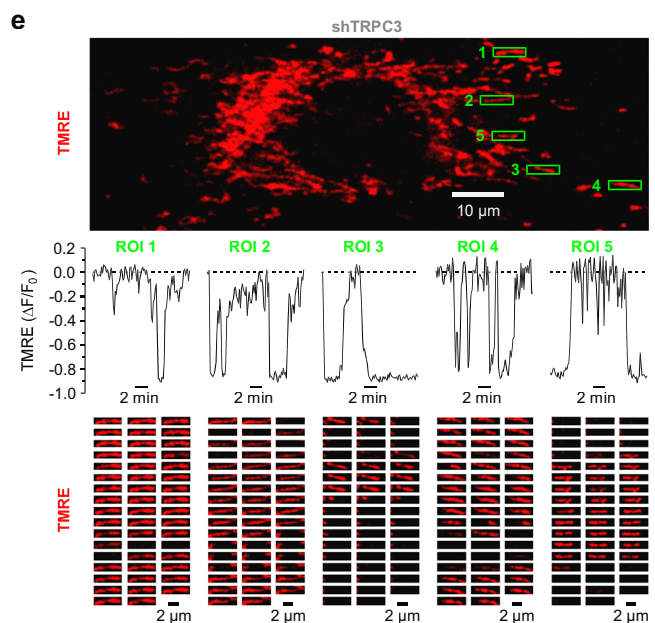 e
shTRPC3
TMRE
1
2
5
3
4
10 µm
ROI 1 ROI 2 ROI 3 ROI 4 ROI 5
TMRE (ΔF/F0)
0.2
0.0
-0.2
-0.4
-0.6
-0.8
-1.0
2 min 2 min 2 min 2 min 2 min
TMRE
2 µm 2 µm 2 µm 2 µm 2 µm